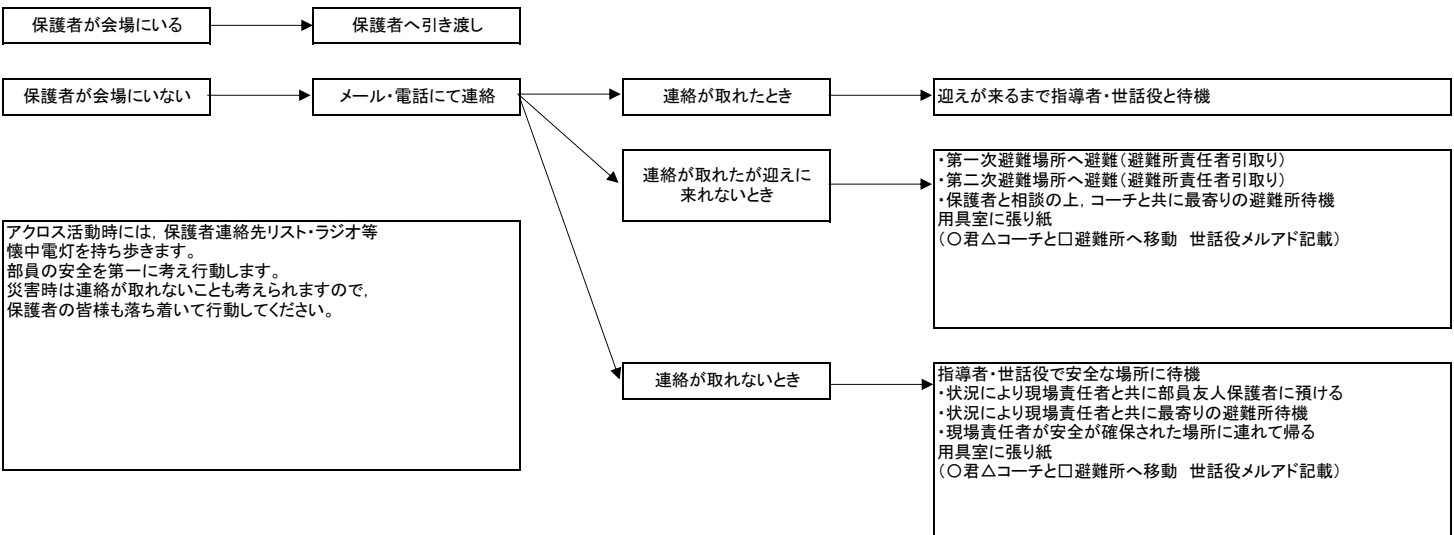 保護者が会場にいる
保護者へ引き渡し
保護者が会場にいない
メール・電話にて連絡
連絡が取れたとき
迎えが来るまで指導者・世話役と待機
連絡が取れたが迎えに
来れないとき
・第一次避難場所へ避難（避難所責任者引取り）
・第二次避難場所へ避難（避難所責任者引取り）
・保護者と相談の上，コーチと共に最寄りの避難所待機
用具室に張り紙
（○君△コーチと□避難所へ移動　世話役メルアド記載）
アクロス活動時には，保護者連絡先リスト・ラジオ等
懐中電灯を持ち歩きます。
部員の安全を第一に考え行動します。
災害時は連絡が取れないことも考えられますので，
保護者の皆様も落ち着いて行動してください。
連絡が取れないとき
指導者・世話役で安全な場所に待機
・状況により現場責任者と共に部員友人保護者に預ける
・状況により現場責任者と共に最寄りの避難所待機
・現場責任者が安全が確保された場所に連れて帰る
用具室に張り紙
（○君△コーチと□避難所へ移動　世話役メルアド記載）